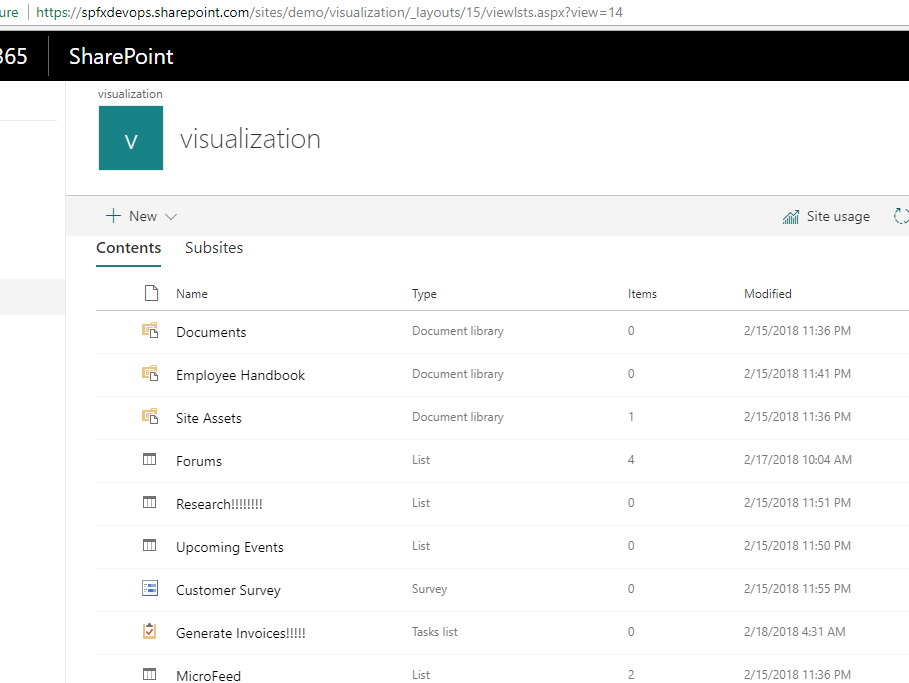 ure https://spfxdevops.sharepoint.com/sites/demo/visualization/_layouts/15/viewlsts.aspx?view=14
365 SharePoint
visualization
v visualization
New Site usage
Contents Subsites
Name Type Items Modified
Documents Document library 0 2/15/2018 11:36 PM
Employee Handbook Document library 0 2/15/2018 11:41 PM
Site Assets Document library 1 2/15/2018 11:36 PM
Forums List 4 2/17/2018 10:04 AM
Research!!!!!!!! List 0 2/15/2018 11:51 PM
Upcoming Events List 0 2/15/2018 11:50 PM
Customer Survey Survey 0 2/15/2018 11:55 PM
Generate Invoices!!!!! Tasks list 0 2/18/2018 4:31 AM
MicroFeed List 2 2/15/2018 11:36 PM